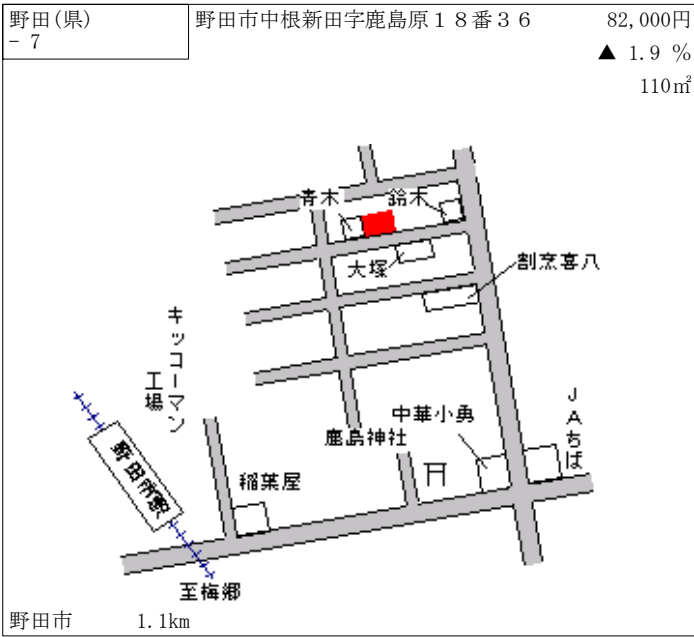 野田(県)
- 7
野田市中根新田字鹿島原１８番３６
82,000円
▲ 1.9 %
110㎡
青木
鈴木
大塚
割烹喜八
キッコーマン
工場
野田市駅
稲葉屋
鹿島神社
中華小勇
JAちば
至梅郷
野田市 1.1km